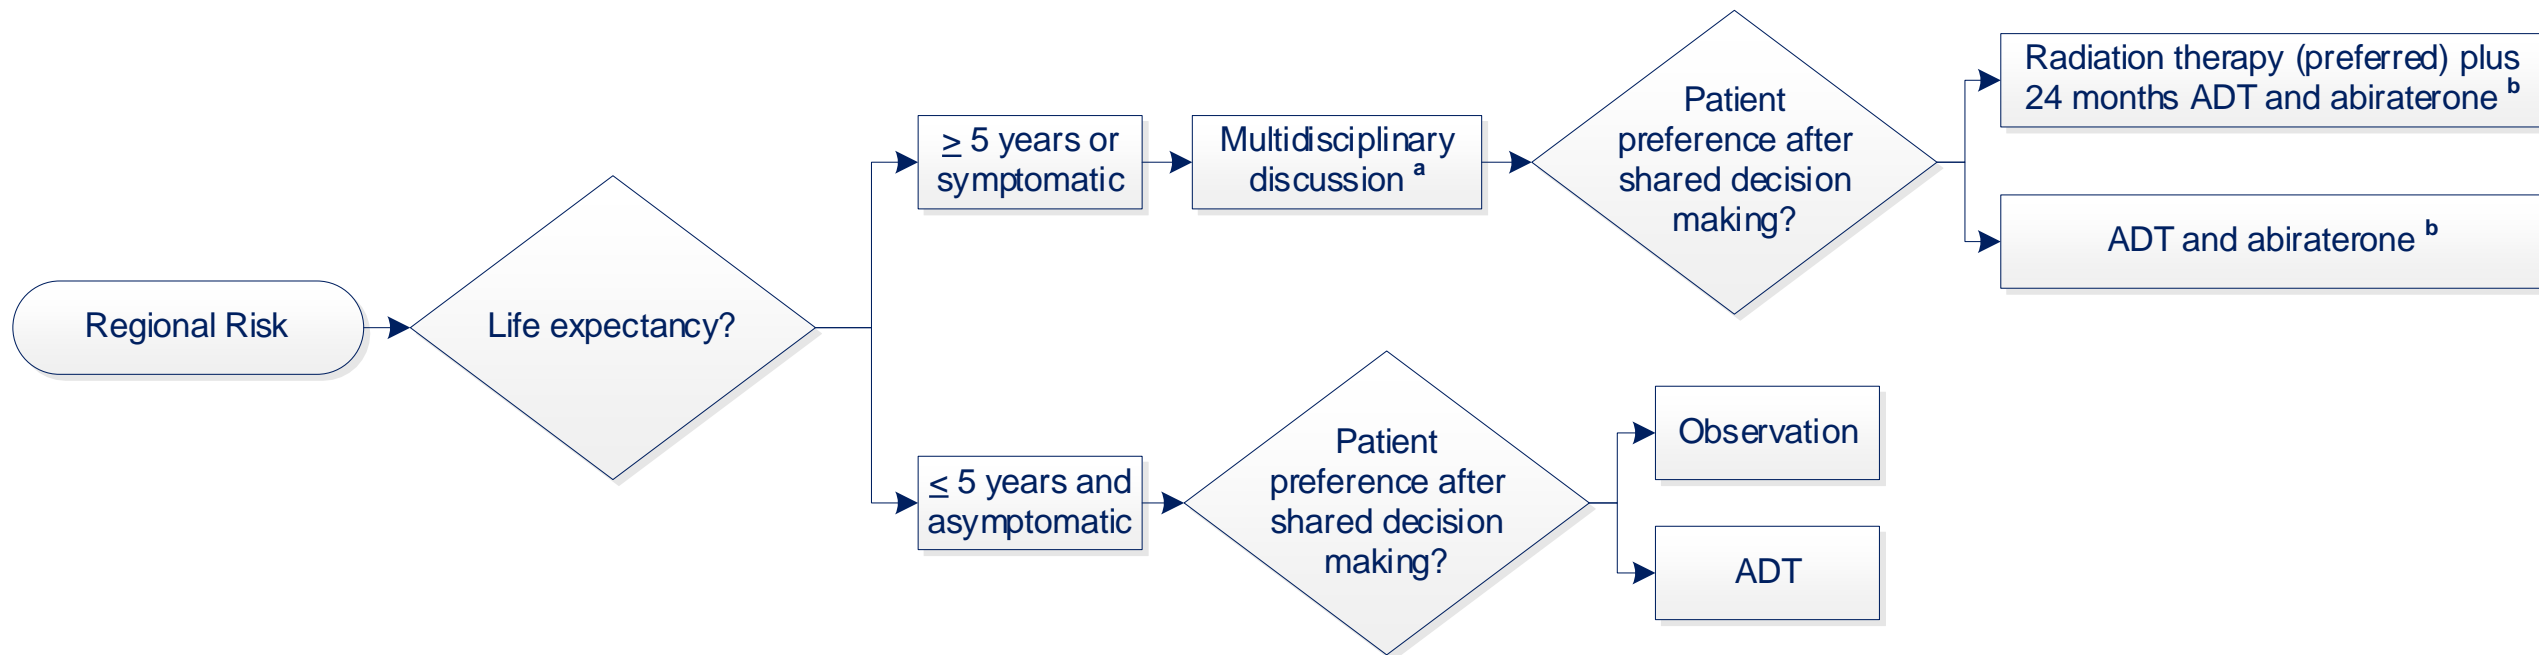 Regional Risk
Life expectancy?
≥ 5 years or
symptomatic
Multidisciplinary
discussion a
Patient
preference after
shared decision
making?
Radiation therapy (preferred) plus
24 months ADT and abiraterone b
ADT and abiraterone b
≤ 5 years and
asymptomatic
Patient
preference after
shared decision
making?
Observation
ADT